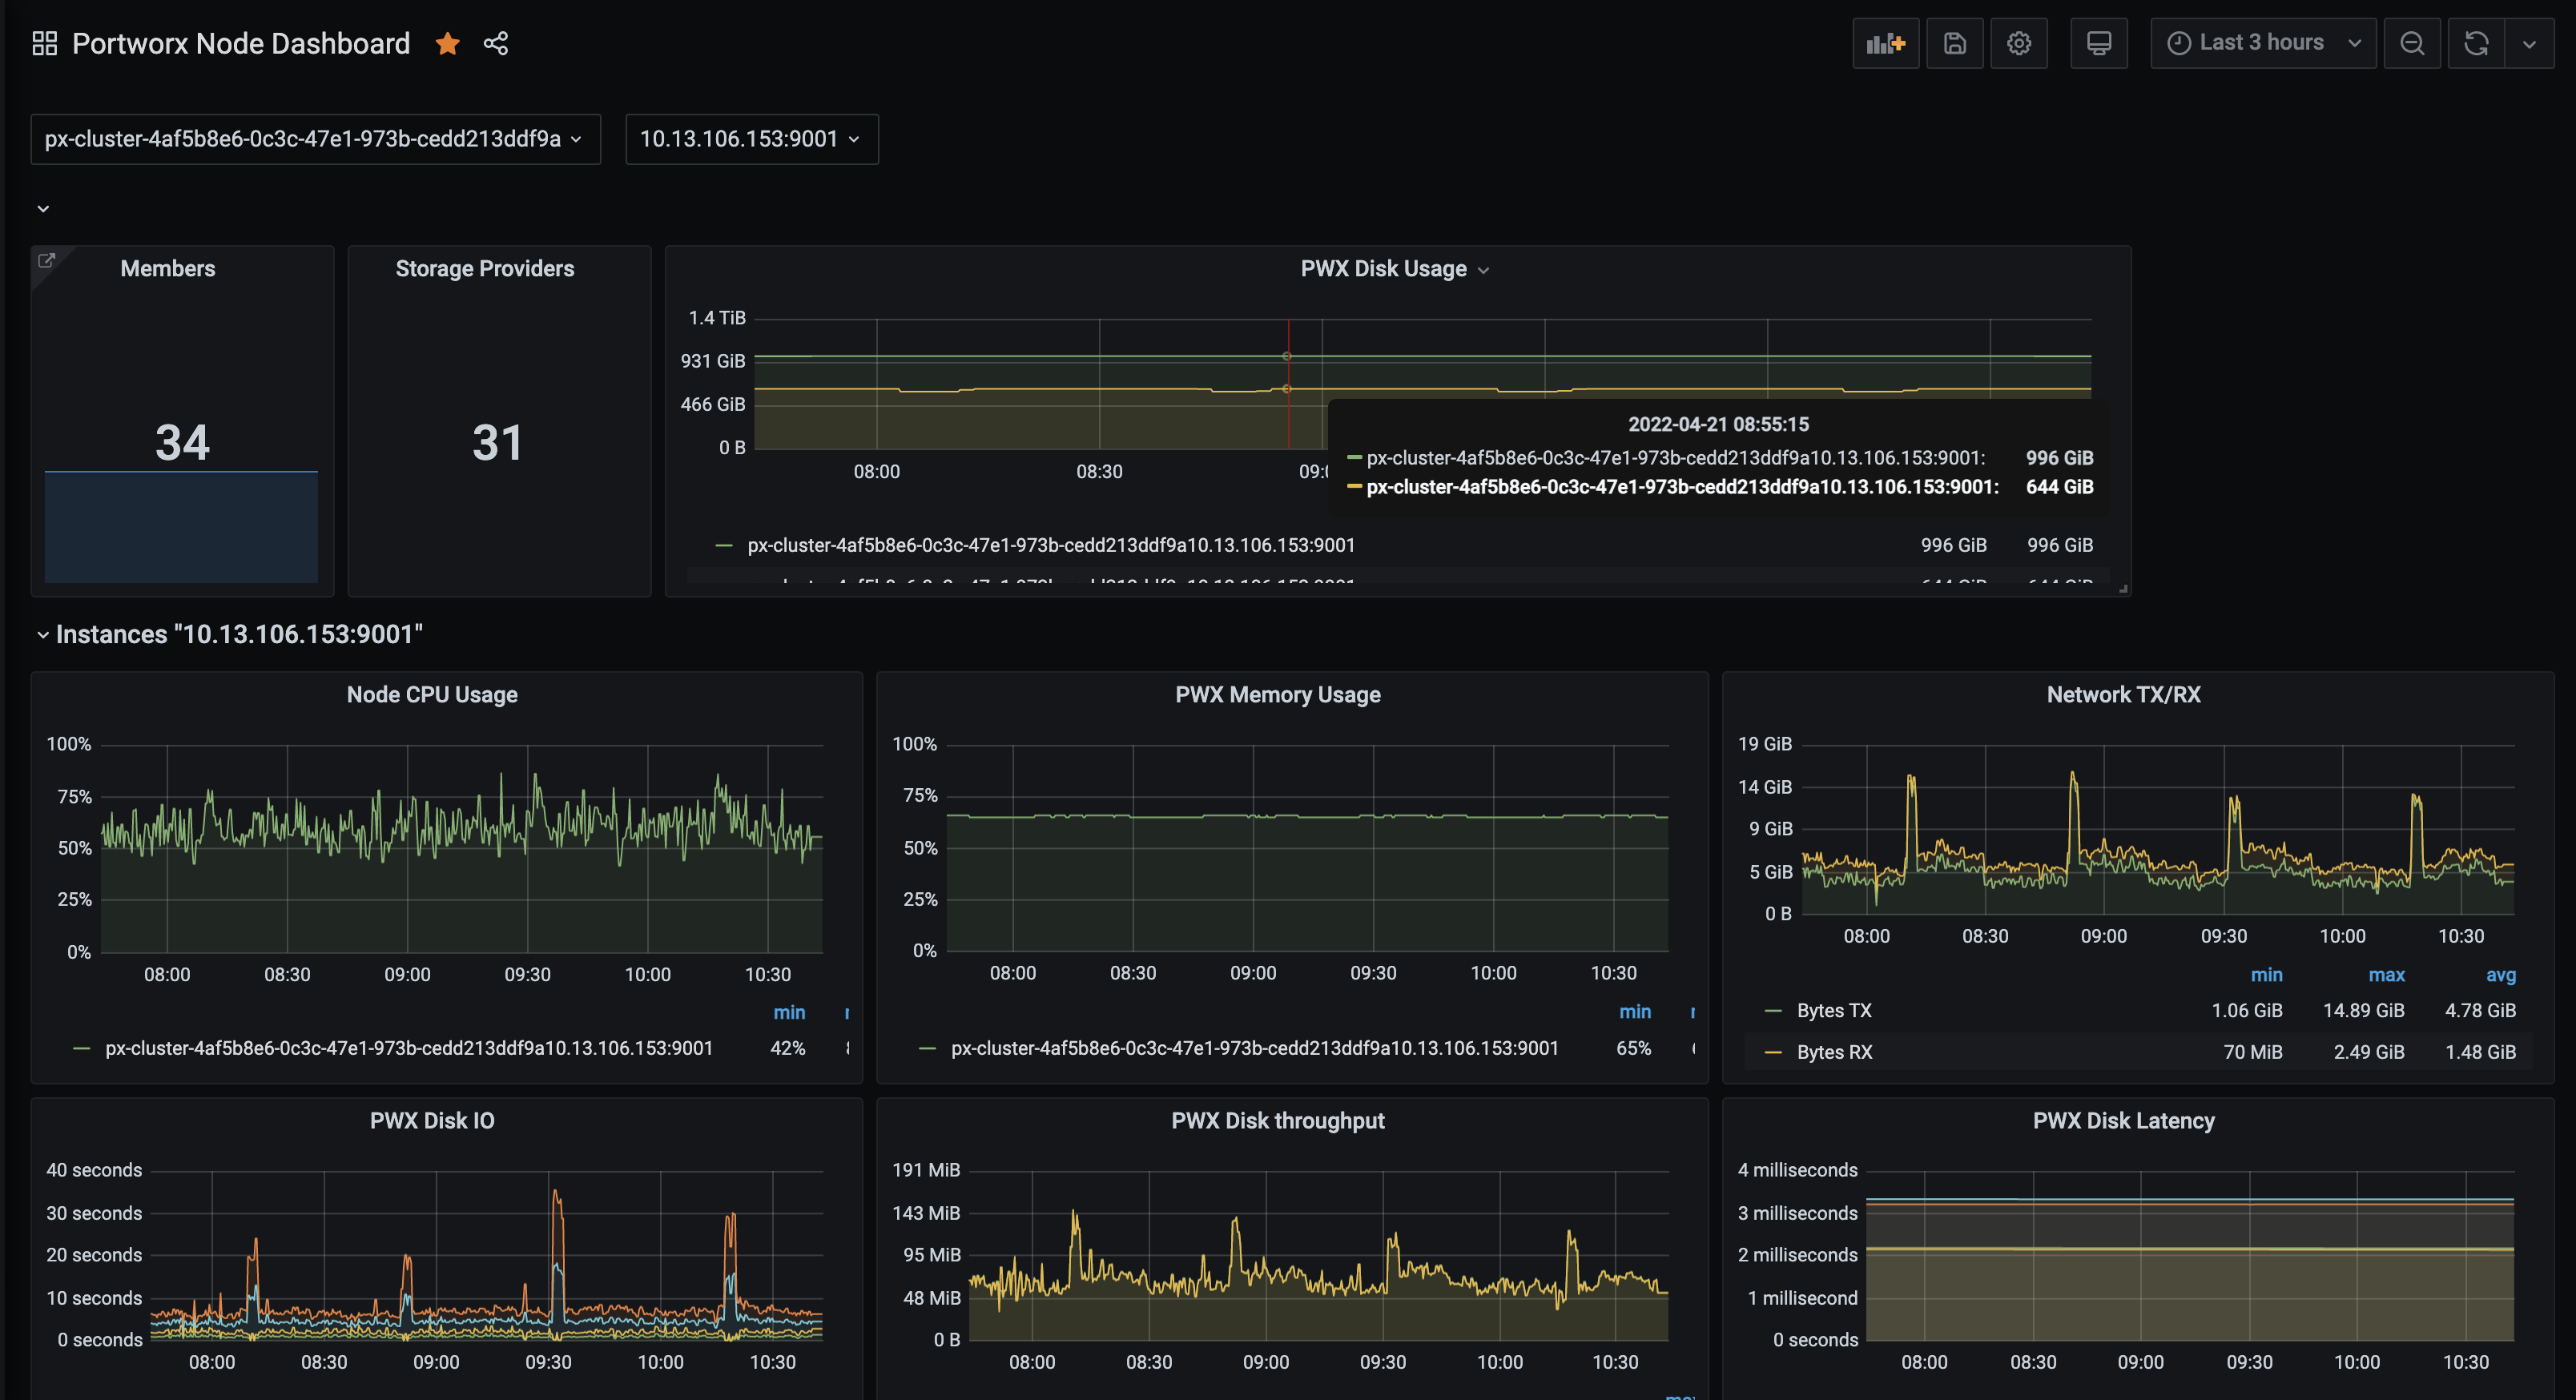 Portworx Node Dashboard
Last 3 hours
px-cluster-4af5b8e6-0c3c-47e1-973b-cedd213ddf9a
10.13.106.153:9001
Members
34
Storage Providers
31
PWX Disk Usage
1.4 TiB
931 GiB
466 GiB
0 B
08:00 08:30
2022-04-21 08:55:15
px-cluster-4af5b8e6-0c3c-47e1-973b-cedd213ddf9a10.13.106.153:9001: 996 GiB
px-cluster-4af5b8e6-0c3c-47e1-973b-cedd213ddf9a10.13.106.153:9001: 644 GiB
px-cluster-4af5b8e6-0c3c-47e1-973b-cedd213ddf9a10.13.106.153:9001 996 GiB 996 GiB
Instances "10.13.106.153:9001"
Node CPU Usage
100%
75%
50%
25%
0%
08:00 08:30 09:00 09:30 10:00 10:30
min
px-cluster-4af5b8e6-0c3c-47e1-973b-cedd213ddf9a10.13.106.153:9001 42%
PWX Memory Usage
100%
75%
50%
25%
0%
08:00 08:30 09:00 09:30 10:00 10:30
min
px-cluster-4af5b8e6-0c3c-47e1-973b-cedd213ddf9a10.13.106.153:9001 65%
Network TX/RX
19 GiB
14 GiB
9 GiB
5 GiB
0 B
08:00 08:30 09:00 09:30 10:00 10:30
min max avg
Bytes TX 1.06 GiB 14.89 GiB 4.78 GiB
Bytes RX 70 MiB 2.49 GiB 1.48 GiB
PWX Disk IO
40 seconds
30 seconds
20 seconds
10 seconds
0 seconds
08:00 08:30 09:00 09:30 10:00 10:30
PWX Disk throughput
191 MiB
143 MiB
95 MiB
48 MiB
0 B
08:00 08:30 09:00 09:30 10:00 10:30
PWX Disk Latency
4 milliseconds
3 milliseconds
2 milliseconds
1 millisecond
0 seconds
08:00 08:30 09:00 09:30 10:00 10:30